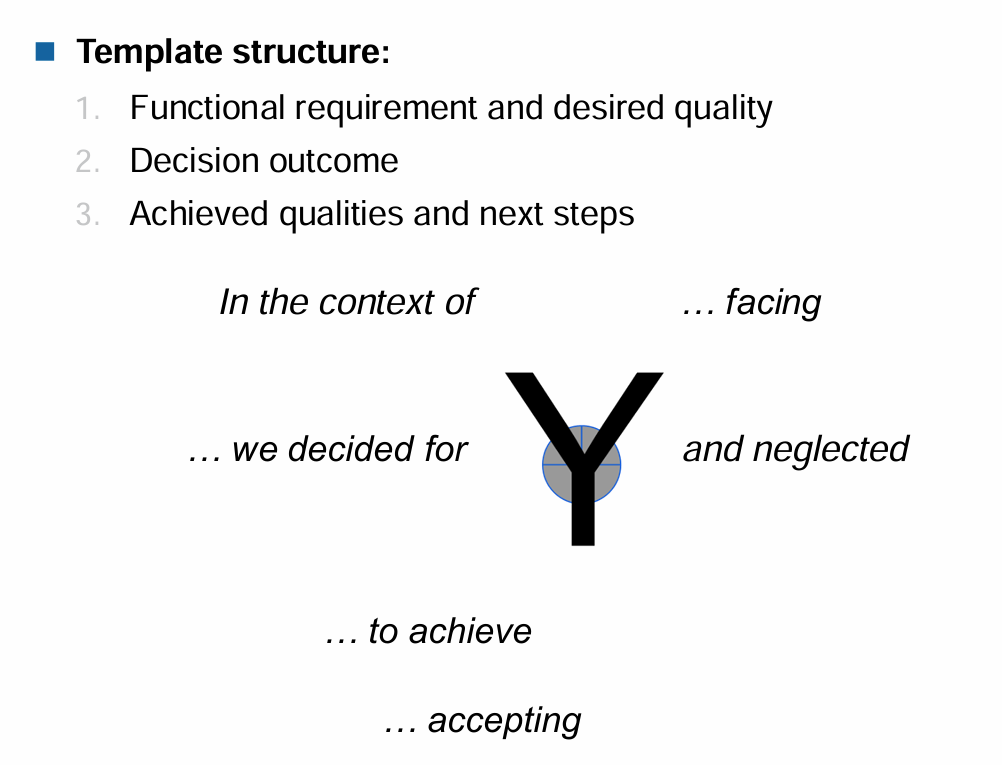 Template structure:
1. Functional requirement and desired quality
2. Decision outcome
3. Achieved qualities and next steps
In the context of … facing
… we decided for Y and neglected
… to achieve
… accepting